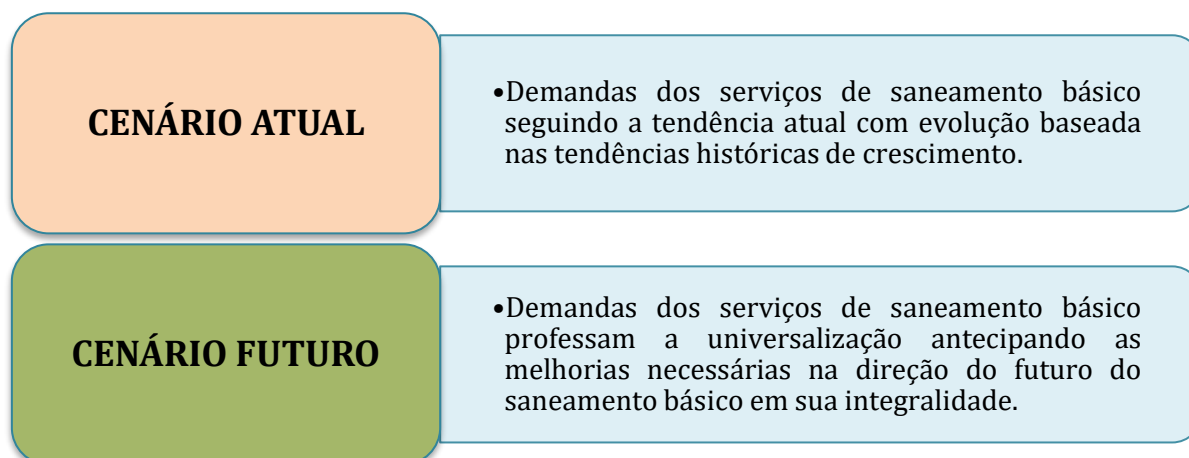 CENÁRIO ATUAL
•Demandas dos serviços de saneamento básico
seguindo a tendência atual com evolução baseada
nas tendências históricas de crescimento.
CENÁRIO FUTURO
•Demandas dos serviços de saneamento básico
professam a universalização antecipando as
melhorias necessárias na direção do futuro do
saneamento básico em sua integralidade.